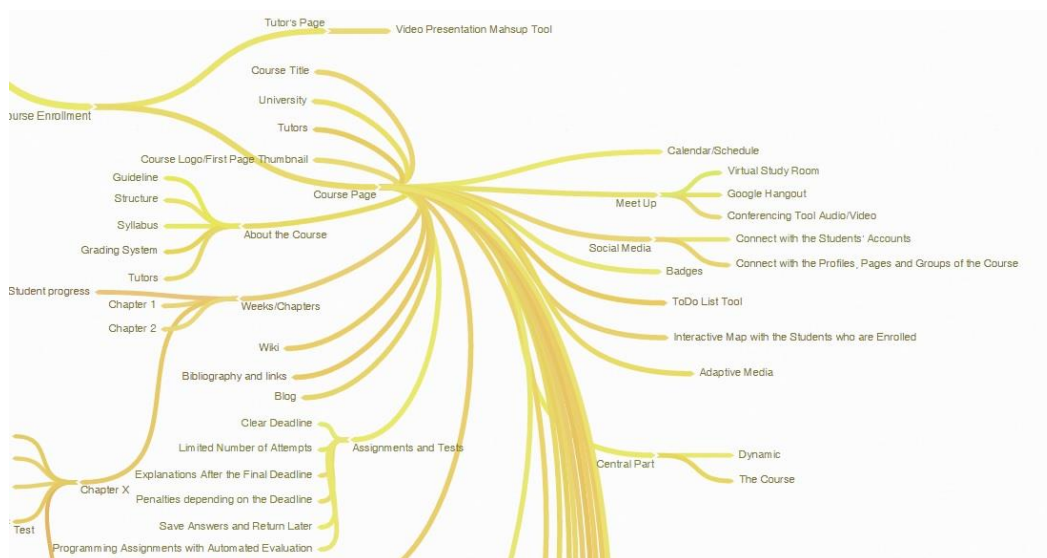 Tutor's Page
Video Presentation Mahsup Tool
Course Title
University
ourse Enrollment
Tutors
Course Logo/First Page Thumbnail
Calendar/Schedule
Guideline
Virtual Study Room
Course Page
Structure
Meet Up
Google Hangout
Conferencing Tool Audio/Video
Syllabus
About the Course
Social Media
Connect with the Students' Accounts
Grading System
Connect with the Profiles, Pages and Groups of the Course
Badges
Tutors
Student progress
Chapter 1
Weeks/Chapters
ToDo List Tool
Chapter 2
Interactive Map with the Students who are Enrolled
Wiki
Adaptive Media
Bibliography and links
Blog
Clear Deadline
Limited Number of Attempts
Assignments and Tests
Dynamic
Central Part
Explanations After the Final Deadline
The Course
Chapter X
Penalties depending on the Deadline
Test
Save Answers and Return Later
Programming Assignments with Automated Evaluation